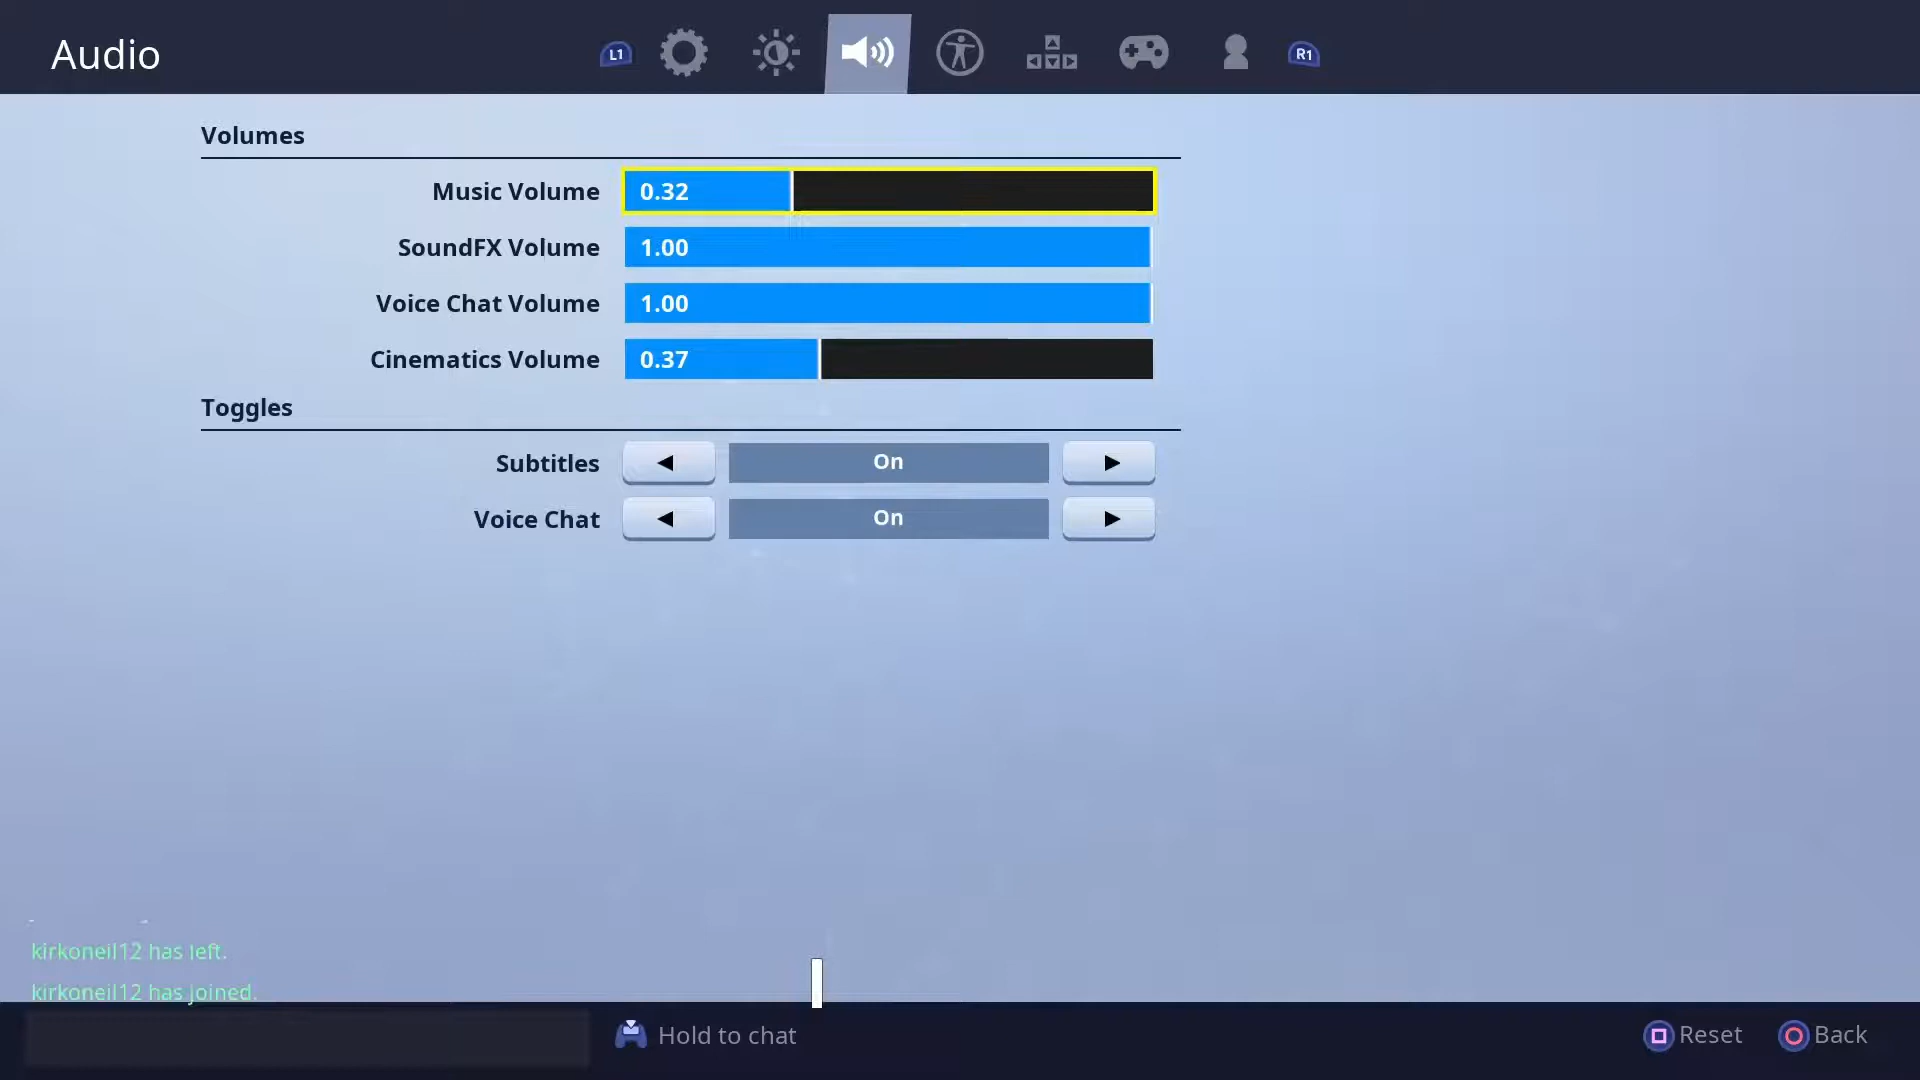 Audio
L1
R1
Volumes
Music Volume 0.32
SoundFX Volume 1.00
Voice Chat Volume 1.00
Cinematics Volume 0.37
Toggles
Subtitles On
Voice Chat On
kirkoneil12 has left.
kirkoneil12 has joined.
Hold to chat
Reset
Back